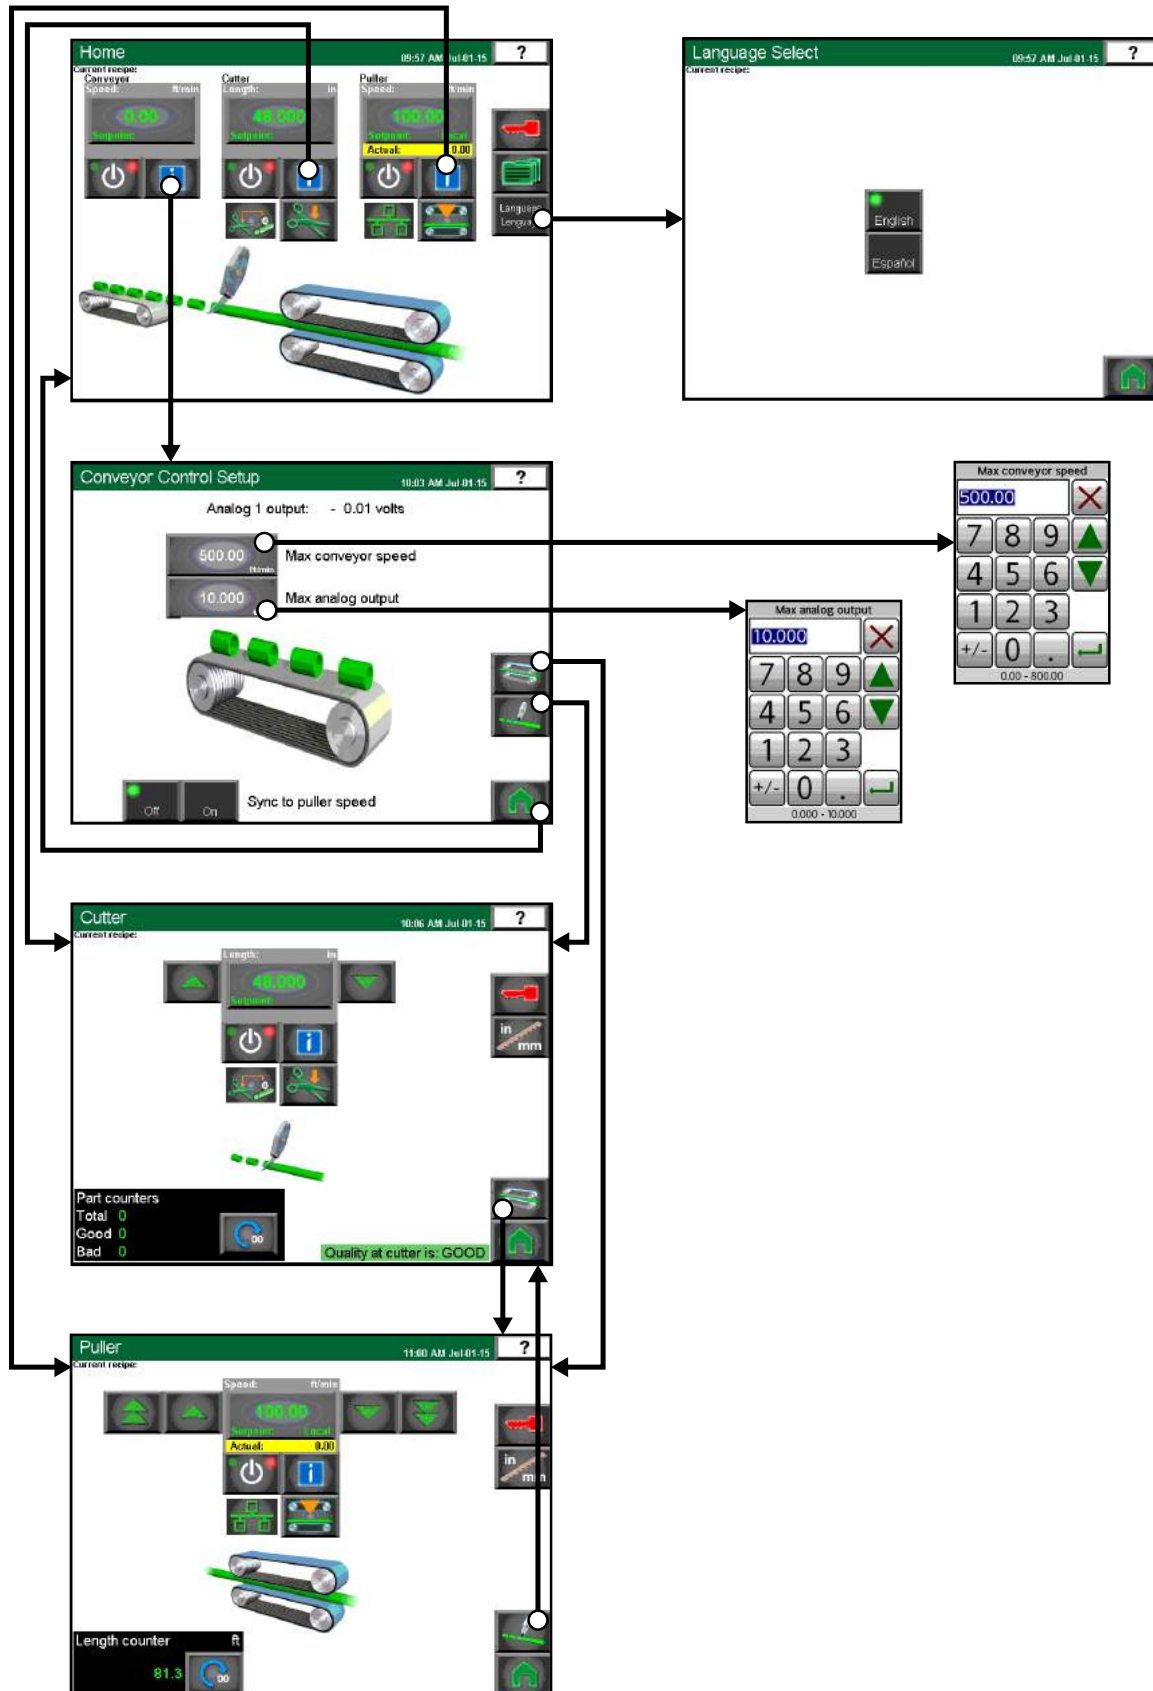 Home
09:57 AM Jul-01-15
?
Current recipe:
Conveyor
Speed: ft/min
0.00
Setpoint:
Cutter
Length: in
48.000
Setpoint:
Puller
Speed: ft/min
100.00
Setpoint: Local
Actual: 0.00
Language
Language Select
09:57 AM Jul-01-15
?
Current recipe:
English
Español
Conveyor Control Setup
10:03 AM Jul-01-15
?
Analog 1 output: - 0.01 volts
500.00
ft/min
Max conveyor speed
10.000
Max analog output
Off
On
Sync to puller speed
Max conveyor speed
500.00
7 8 9
4 5 6
1 2 3
+/- 0 .
0.00 - 800.00
Max analog output
10.000
7 8 9
4 5 6
1 2 3
+/- 0 .
0.000 - 10.000
Cutter
10:06 AM Jul-01-15
?
Current recipe:
Length: in
48.000
Setpoint:
in
mm
Part counters
Total 0
Good 0
Bad 0
00
Quality at cutter is: GOOD
Puller
11:00 AM Jul-01-15
?
Current recipe:
Speed: ft/min
100.00
Setpoint: Local
Actual: 0.00
in
Length counter ft
81.3
00